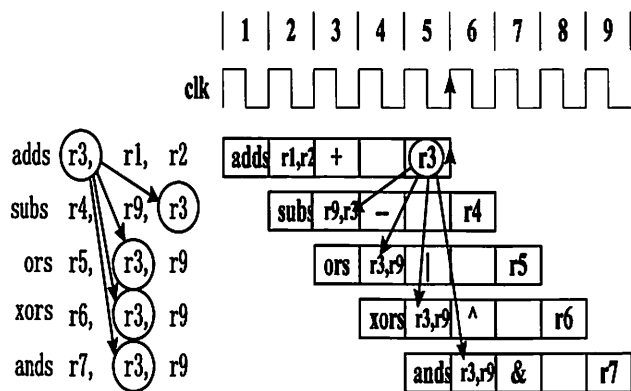 1 2 3 4 5 6 7 8 9
clk
adds r3, r1, r2 adds r1,r2 + r3
subs r4, r9, r3 subs r9,r3 - r4
ors r5, r3, r9 ors r3,r9 | r5
xors r6, r3, r9 xors r3,r9 ^ r6
ands r7, r3, r9 ands r3,r9 & r7